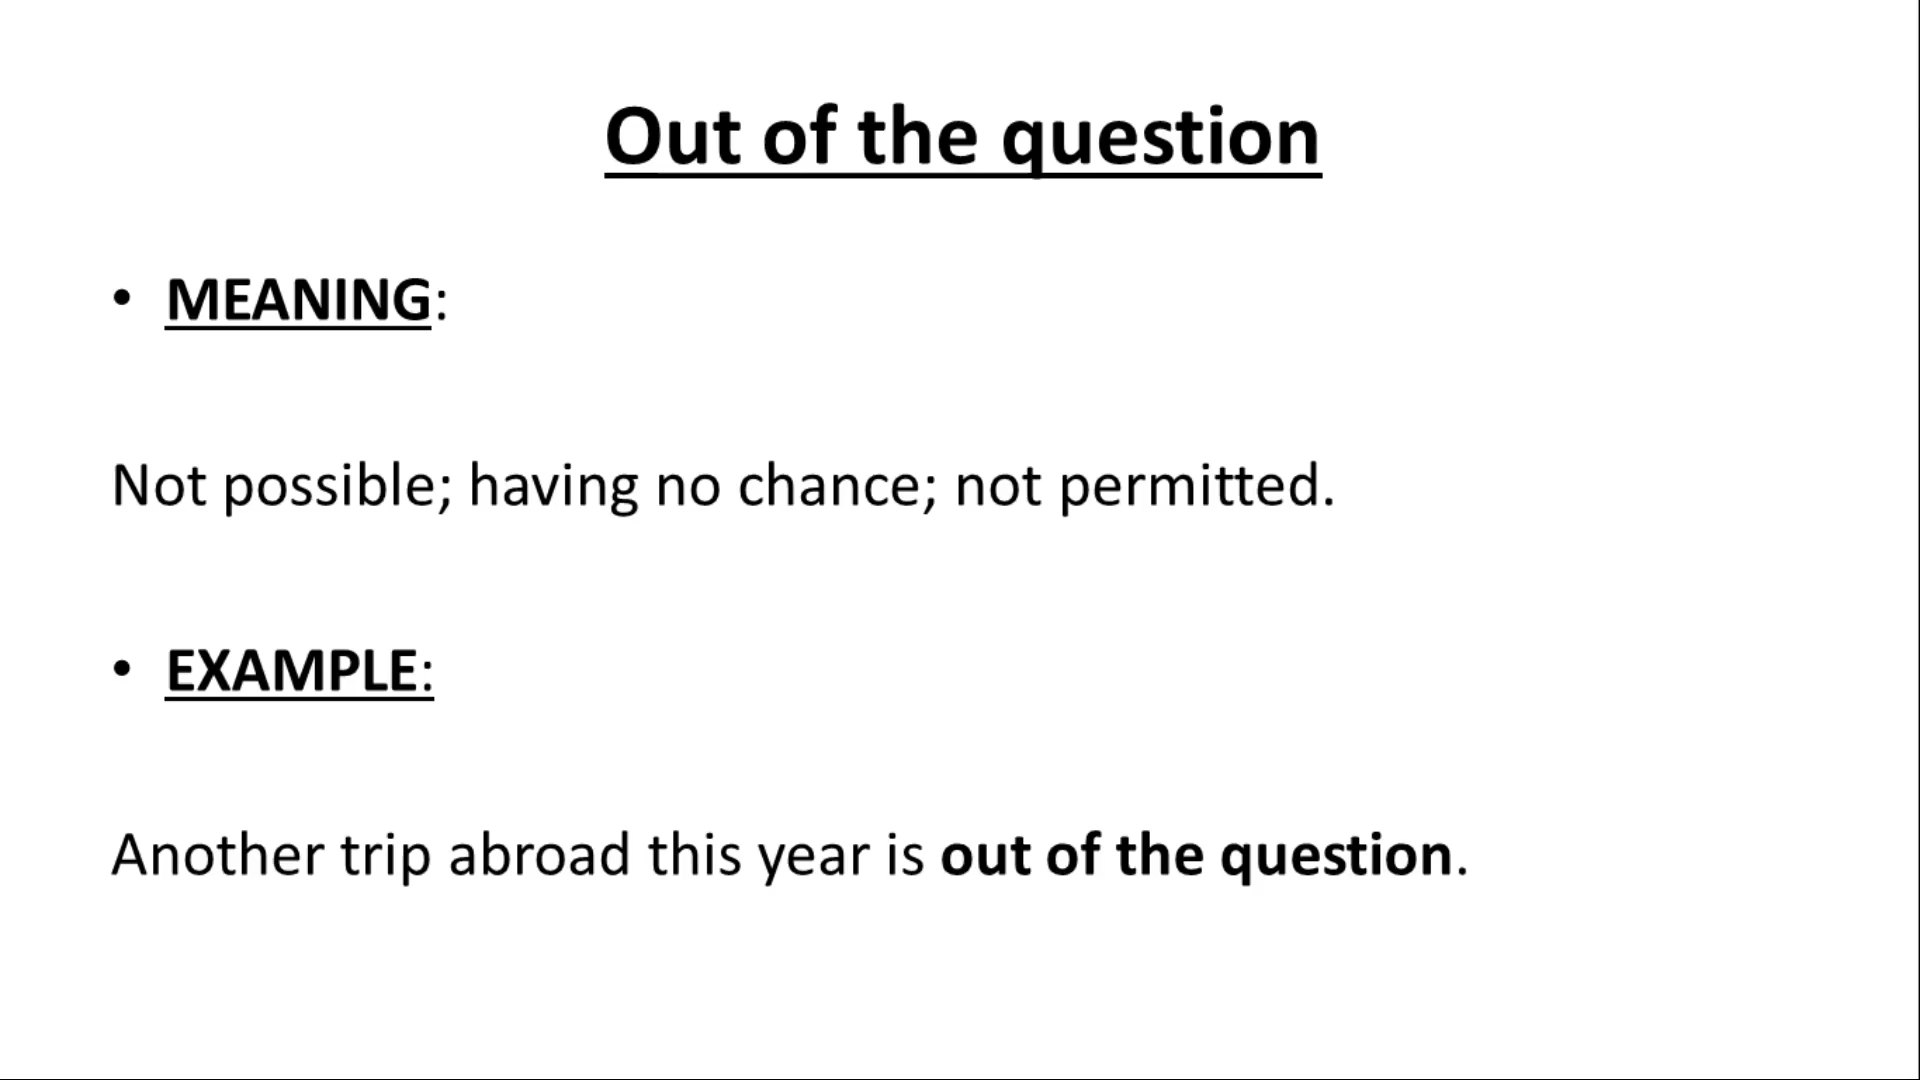 Out of the question
• MEANING:
Not possible; having no chance; not permitted.
• EXAMPLE:
Another trip abroad this year is out of the question.